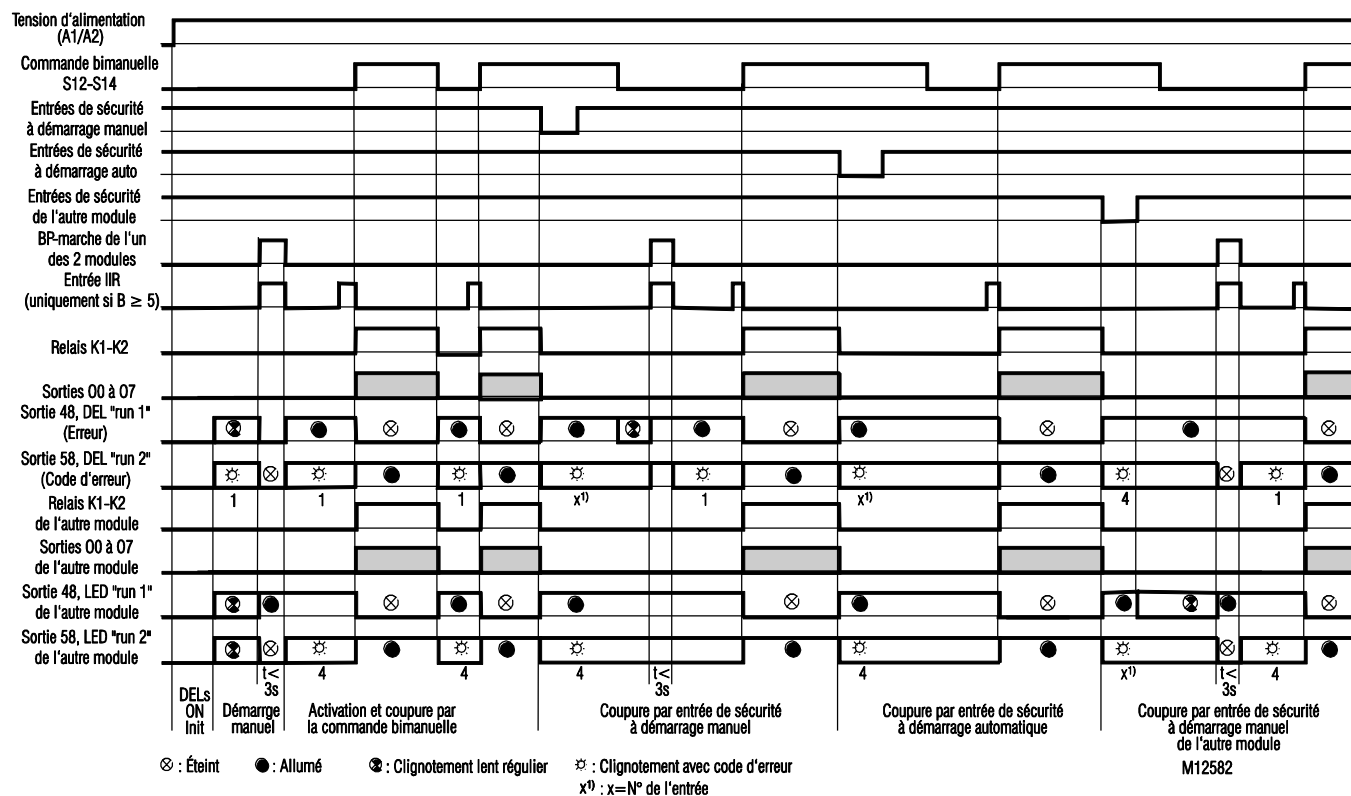 Tension d'alimentation
(A1/A2)
Commande bimanuelle
S12-S14
Entrées de sécurité
à démarrage manuel
Entrées de sécurité
à démarrage auto
Entrées de sécurité
de l'autre module
BP-marche de l'un
des 2 modules
Entrée IIR
(uniquement si B ≥ 5)
Relais K1-K2
Sorties 00 à 07
Sortie 48, DEL "run 1"
(Erreur)
Sortie 58, DEL "run 2"
(Code d'erreur)
1 1 1 x¹⁾ 1 x¹⁾ 4 1
Relais K1-K2
de l'autre module
Sorties 00 à 07
de l'autre module
Sortie 48, LED "run 1"
de l'autre module
Sortie 58, LED "run 2"
de l'autre module
t< 4 4 4 t< 4 x¹⁾ t< 4
3s 3s 3s
DELs
ON
Init
Démarrge
manuel
Activation et coupure par
la commande bimanuelle
Coupure par entrée de sécurité
à démarrage manuel
Coupure par entrée de sécurité
à démarrage automatique
Coupure par entrée de sécurité
à démarrage manuel
de l'autre module
: Éteint : Allumé : Clignotement lent régulier : Clignotement avec code d'erreur
x¹⁾ : x=N° de l'entrée
M12582